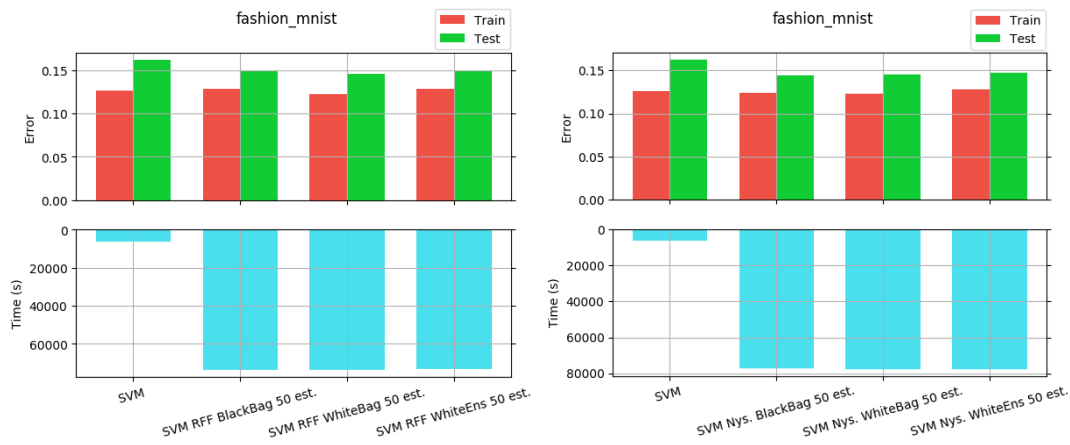 fashion_mnist
Train
Test
0.15
0.10
0.05
0.00
Error
0
20000
40000
60000
Time (s)
SVM
SVM RFF BlackBag 50 est.
SVM RFF WhiteBag 50 est.
SVM RFF WhiteEns 50 est.
fashion_mnist
Train
Test
0.15
0.10
0.05
0.00
Error
0
20000
40000
60000
80000
Time (s)
SVM
SVM Nys. BlackBag 50 est.
SVM Nys. WhiteBag 50 est.
SVM Nys. WhiteEns 50 est.